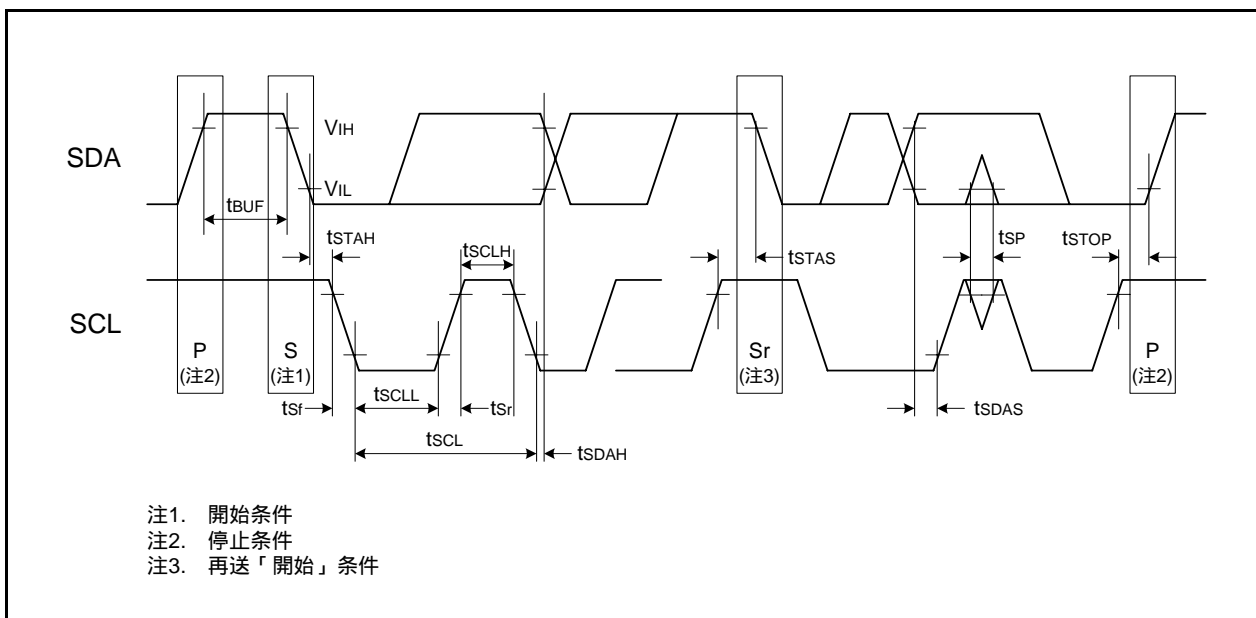 VIH
SDA
VIL
tBUF
tSTAH
tSCLH
tSTAS
tSP
tSTOP
SCL
P
(注2)
S
(注1)
Sr
(注3)
P
(注2)
tSf
tSCLL
tSr
tSDAS
tSCL
tSDAH
注1. 開始条件
注2. 停止条件
注3. 再送「開始」条件